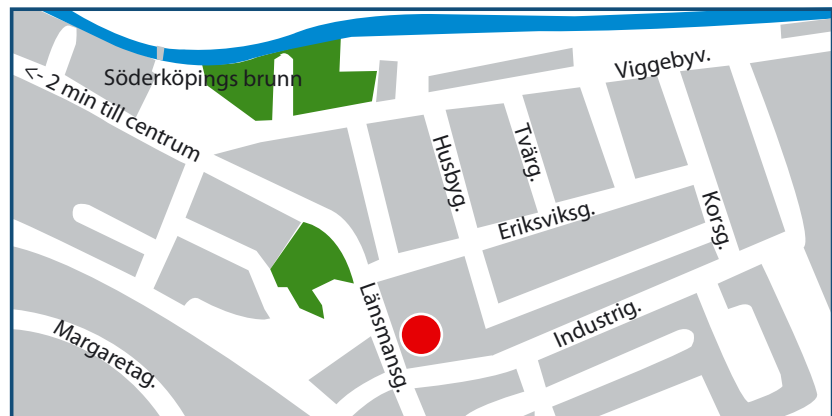 Viggebyv.
Söderköpings brunn
<- 2 min till centrum
Tvärg.
Husbyg.
Korsg.
Eriksviksg.
Länsmansg.
Industrig.
Margaretag.